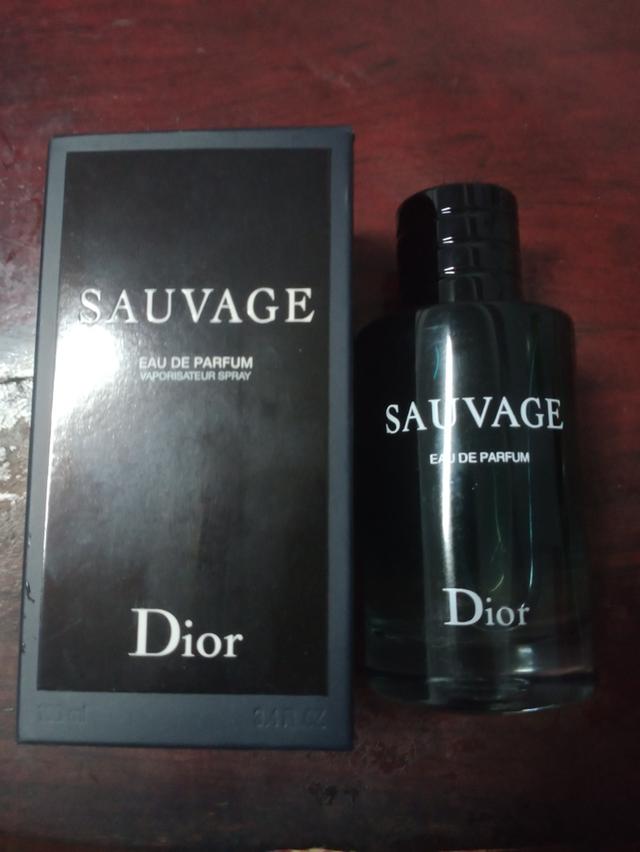 SAUVAGE
EAU DE PARFUM
VAPORISATEUR SPRAY
Dior
SAUVAGE
EAU DE PARFUM
Dior